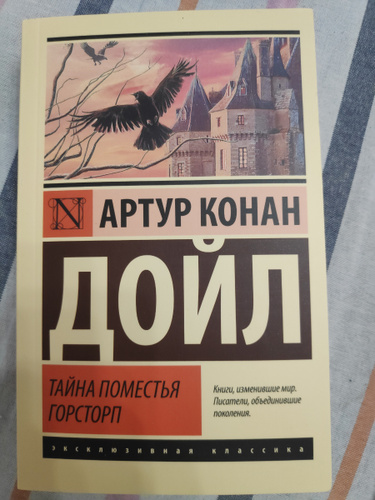 АРТУР КОНАН
ДОЙЛ
ТАЙНА ПОМЕСТЬЯ
ГОРСТОРП
Книги, изменившие мир.
Писатели, объединившие
поколения.
эксклюзивная классика